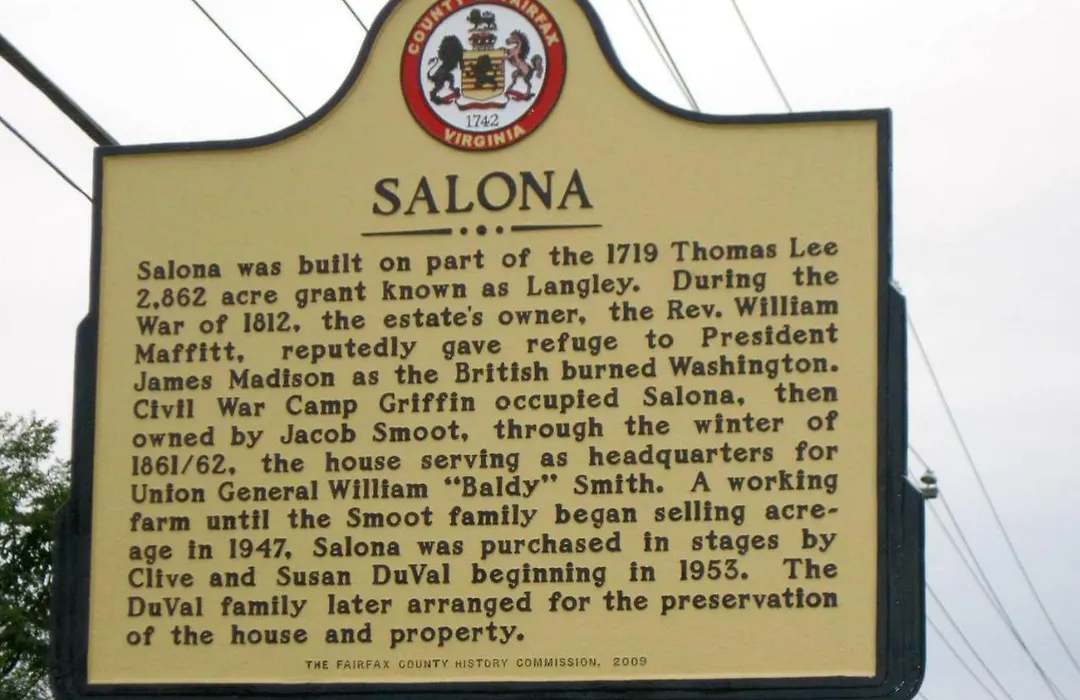 COUNTY OF FAIRFAX
1742
VIRGINIA
SALONA
Salona was built on part of the 1719 Thomas Lee
2,862 acre grant known as Langley. During the
War of 1812, the estate's owner, the Rev. William
Maffitt, reputedly gave refuge to President
James Madison as the British burned Washington.
Civil War Camp Griffin occupied Salona, then
owned by Jacob Smoot, through the winter of
1861/62, the house serving as headquarters for
Union General William “Baldy” Smith. A working
farm until the Smoot family began selling acre-
age in 1947, Salona was purchased in stages by
Clive and Susan DuVal beginning in 1953. The
DuVal family later arranged for the preservation
of the house and property.
THE FAIRFAX COUNTY HISTORY COMMISSION, 2009